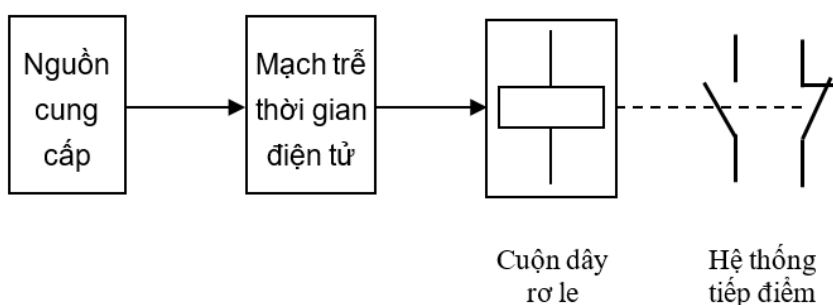 Nguồn
cung
cấp
Mạch trễ
thời gian
điện tử
Cuộn dây
rơ le
Hệ thống
tiếp điểm